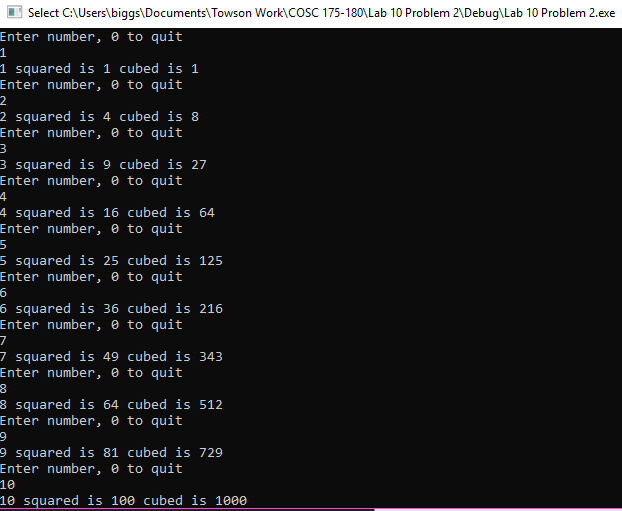 Select C:\Users\biggs\Documents\Towson Work\COSC 175-180\Lab 10 Problem 2\Debug\Lab 10 Problem 2.exe
Enter number, 0 to quit
1
1 squared is 1 cubed is 1
Enter number, 0 to quit
2
2 squared is 4 cubed is 8
Enter number, 0 to quit
3
3 squared is 9 cubed is 27
Enter number, 0 to quit
4
4 squared is 16 cubed is 64
Enter number, 0 to quit
5
5 squared is 25 cubed is 125
Enter number, 0 to quit
6
6 squared is 36 cubed is 216
Enter number, 0 to quit
7
7 squared is 49 cubed is 343
Enter number, 0 to quit
8
8 squared is 64 cubed is 512
Enter number, 0 to quit
9
9 squared is 81 cubed is 729
Enter number, 0 to quit
10
10 squared is 100 cubed is 1000